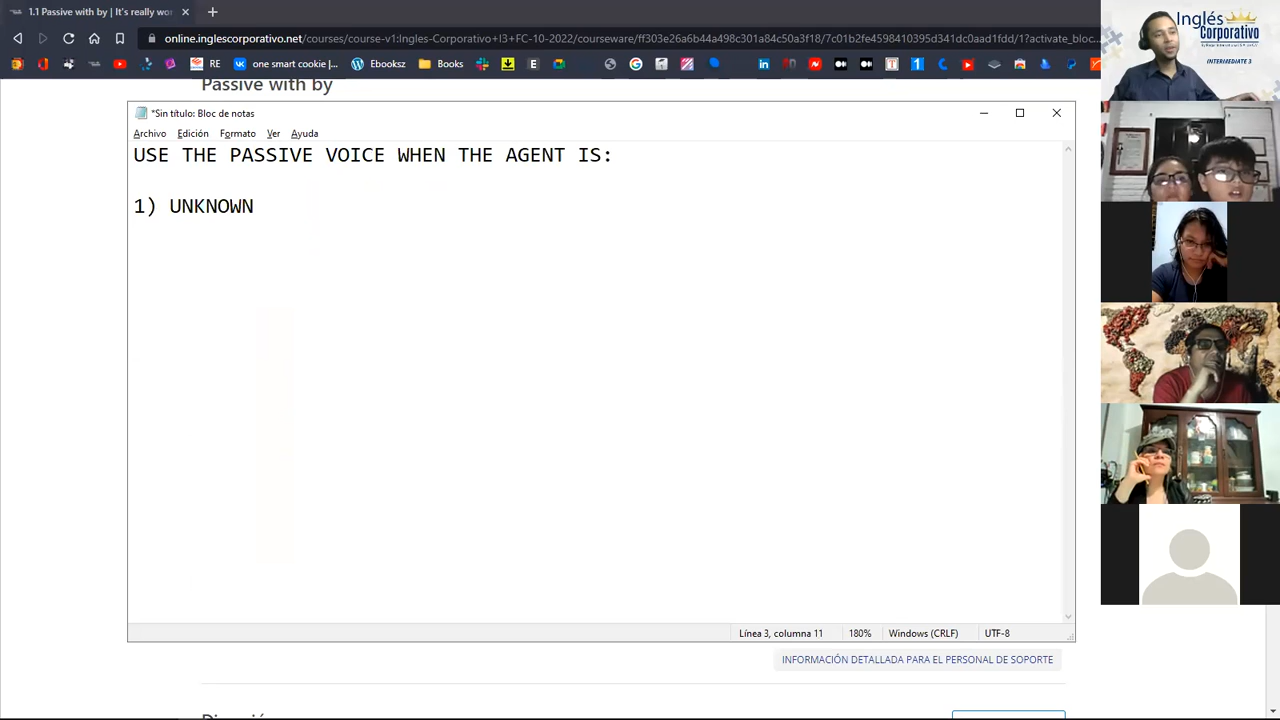 1.1 Passive with by | It's really wo
online.inglescorporativo.net/courses/course-v1:Ingles-Corporativo+I3+FC-10-2022/courseware/ff303e26a6b44a498c301a84c50a3f18/7c01b2fe4598410395d341dc0aad1fdd/1?activate_bloc...
RE
one smart cookie |...
Ebooks
Boo
Passive with by
*Sin título: Bloc de notas
Archivo Edición Formato Ver Ayuda
USE THE PASSIVE VOICE WHEN THE AGENT IS:
1) UNKNOWN
Línea 3, columna 11 180% Windows (CRLF) UTF-8
INFORMACIÓN DETALLADA PARA EL PERSONAL DE SOPORTE
Inglés
Corporativo
INTERMEDIATE 3